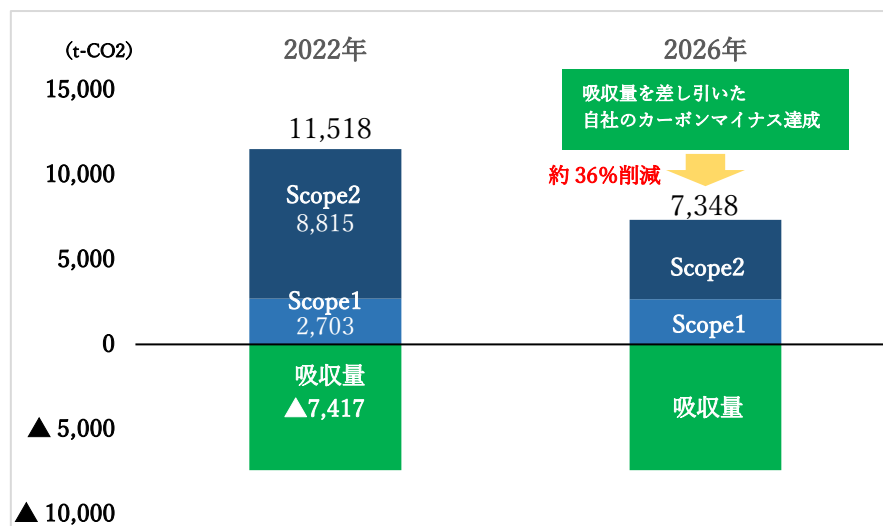 （t-CO2）
2022年
2026年
15,000
10,000
5,000
0
▲ 5,000
▲ 10,000
11,518
Scope2
8,815
Scope1
2,703
吸収量
▲7,417
吸収量を差し引いた
自社のカーボンマイナス達成
約 36％削減
7,348
Scope2
Scope1
吸収量